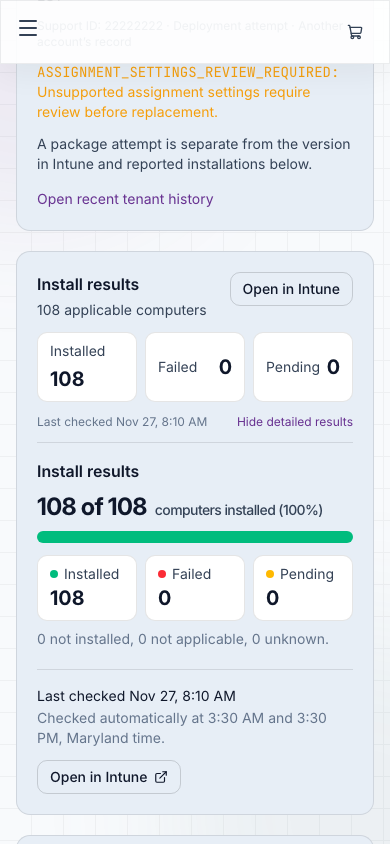 Support ID: 22222222 · Deployment attempt · Another
account's record
ASSIGNMENT_SETTINGS_REVIEW_REQUIRED:
Unsupported assignment settings require
review before replacement.
A package attempt is separate from the version
in Intune and reported installations below.
Open recent tenant history
Install results
Open in Intune
108 applicable computers
Installed
108
Failed 0
Pending 0
Last checked Nov 27, 8:10 AM
Hide detailed results
Install results
108 of 108 computers installed (100%)
Installed
108
Failed
0
Pending
0
0 not installed, 0 not applicable, 0 unknown.
Last checked Nov 27, 8:10 AM
Checked automatically at 3:30 AM and 3:30
PM, Maryland time.
Open in Intune